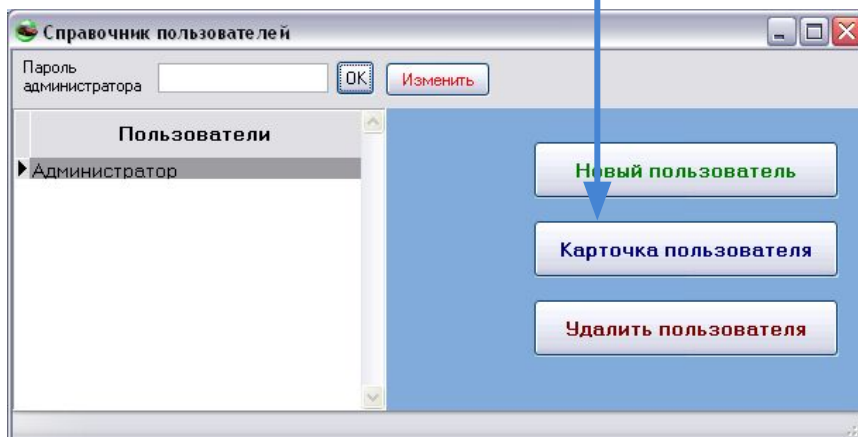 Справочник пользователей
Пароль
администратора
OK
Изменить
Пользователи
Администратор
Новый пользователь
Карточка пользователя
Удалить пользователя